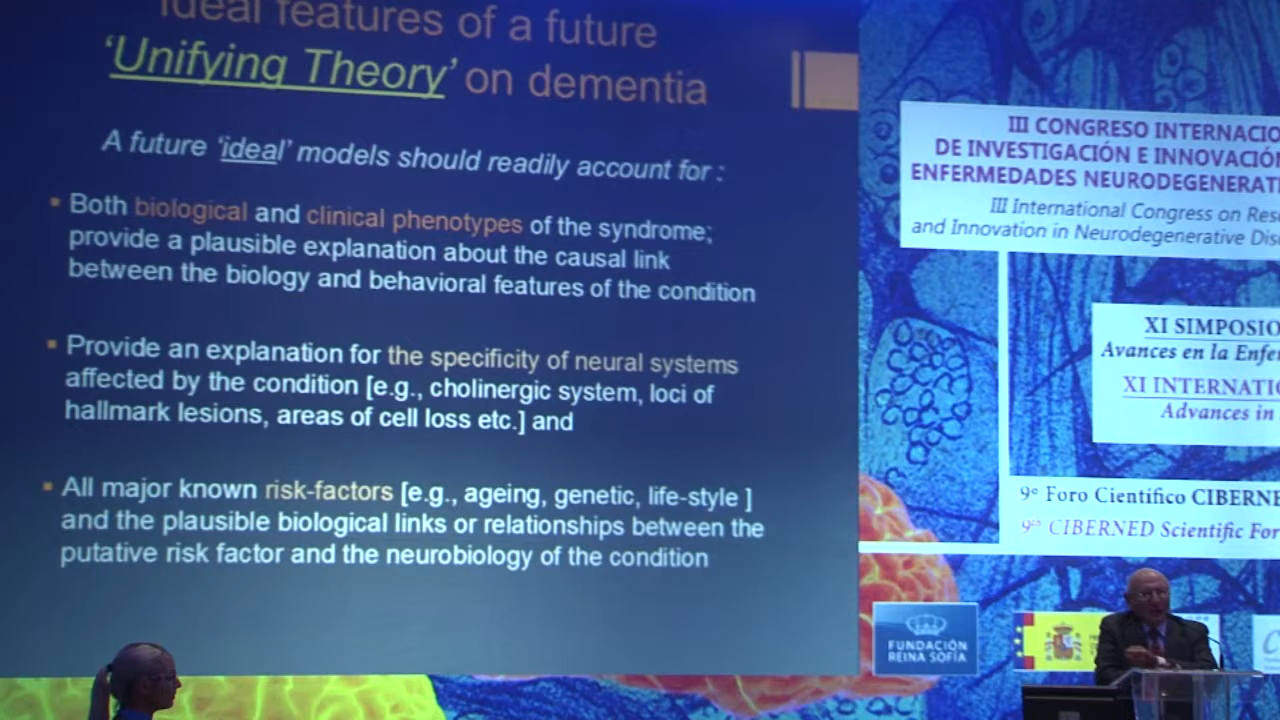 Ideal features of a future
‘Unifying Theory’ on dementia
A future ‘ideal’ models should readily account for :
Both biological and clinical phenotypes of the syndrome;
provide a plausible explanation about the causal link
between the biology and behavioral features of the condition
Provide an explanation for the specificity of neural systems
affected by the condition [e.g., cholinergic system, loci of
hallmark lesions, areas of cell loss etc.] and
All major known risk-factors [e.g., ageing, genetic, life-style ]
and the plausible biological links or relationships between the
putative risk factor and the neurobiology of the condition
III CONGRESO INTERNACIO
DE INVESTIGACIÓN E INNOVACIÓN
ENFERMEDADES NEURODEGENERATI
III International Congress on Res
and Innovation in Neurodegenerative Dis
XI SIMPOSIO
Avances en la Enfe
XI INTERNATIO
Advances in
9º Foro Científico CIBERNE
9th CIBERNED Scientific For
FUNDACIÓN
REINA SOFÍA